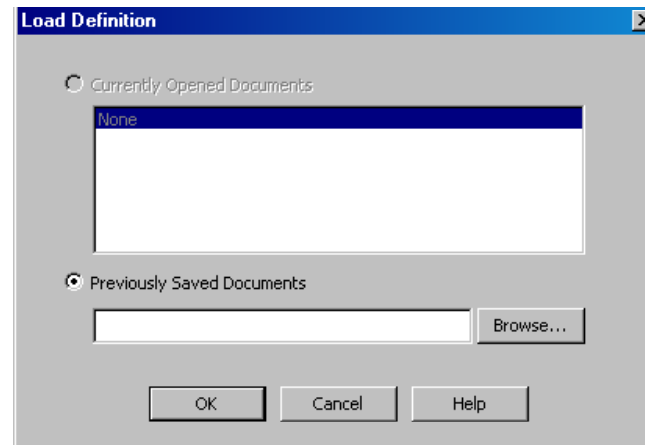 Load Definition
Currently Opened Documents
None
Previously Saved Documents
Browse...
OK Cancel Help